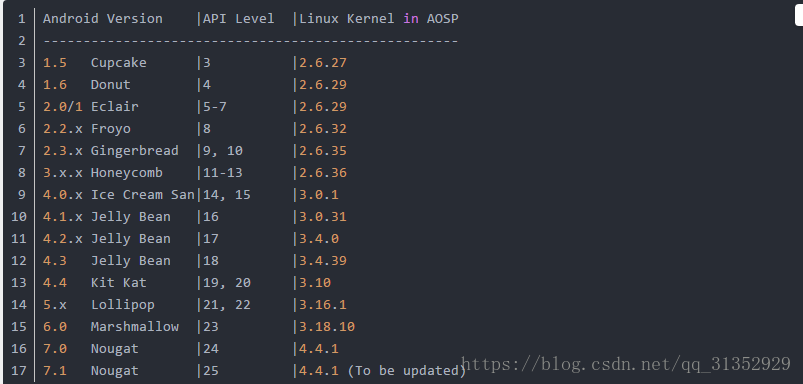 1 Android Version    |API Level  |Linux Kernel in AOSP
2 ----------------------------------------------------
3 1.5   Cupcake      |3          |2.6.27
4 1.6   Donut        |4          |2.6.29
5 2.0/1 Eclair       |5-7        |2.6.29
6 2.2.x Froyo        |8          |2.6.32
7 2.3.x Gingerbread  |9, 10      |2.6.35
8 3.x.x Honeycomb    |11-13      |2.6.36
9 4.0.x Ice Cream San|14, 15     |3.0.1
10 4.1.x Jelly Bean   |16         |3.0.31
11 4.2.x Jelly Bean   |17         |3.4.0
12 4.3   Jelly Bean   |18         |3.4.39
13 4.4   Kit Kat      |19, 20     |3.10
14 5.x   Lollipop     |21, 22     |3.16.1
15 6.0   Marshmallow  |23         |3.18.10
16 7.0   Nougat       |24         |4.4.1
17 7.1   Nougat       |25         |4.4.1 (To be updated)
https://blog.csdn.net/qq_31352929